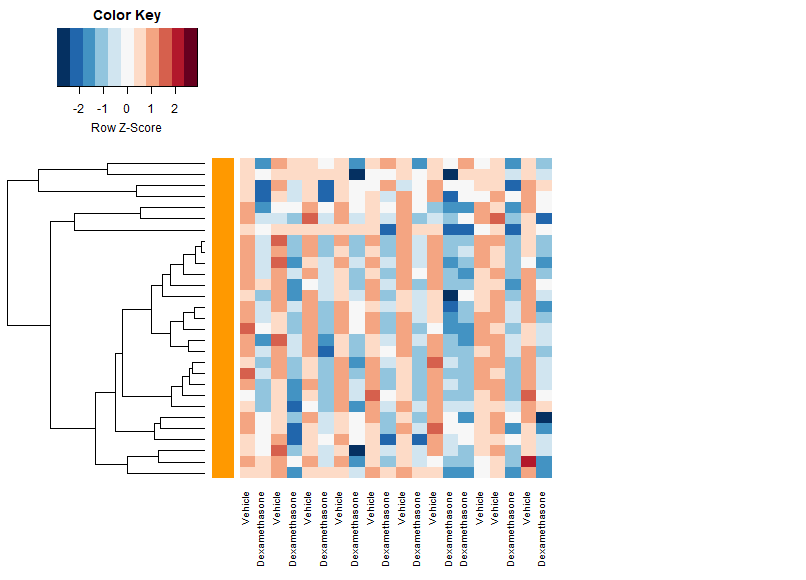 Color Key
-2 -1 0 1 2
Row Z-Score
Vehicle
Dexamethasone
Vehicle
Dexamethasone
Vehicle
Dexamethasone
Vehicle
Dexamethasone
Vehicle
Dexamethasone
Vehicle
Dexamethasone
Vehicle
Dexamethasone
Dexamethasone
Vehicle
Vehicle
Dexamethasone
Vehicle
Dexamethasone